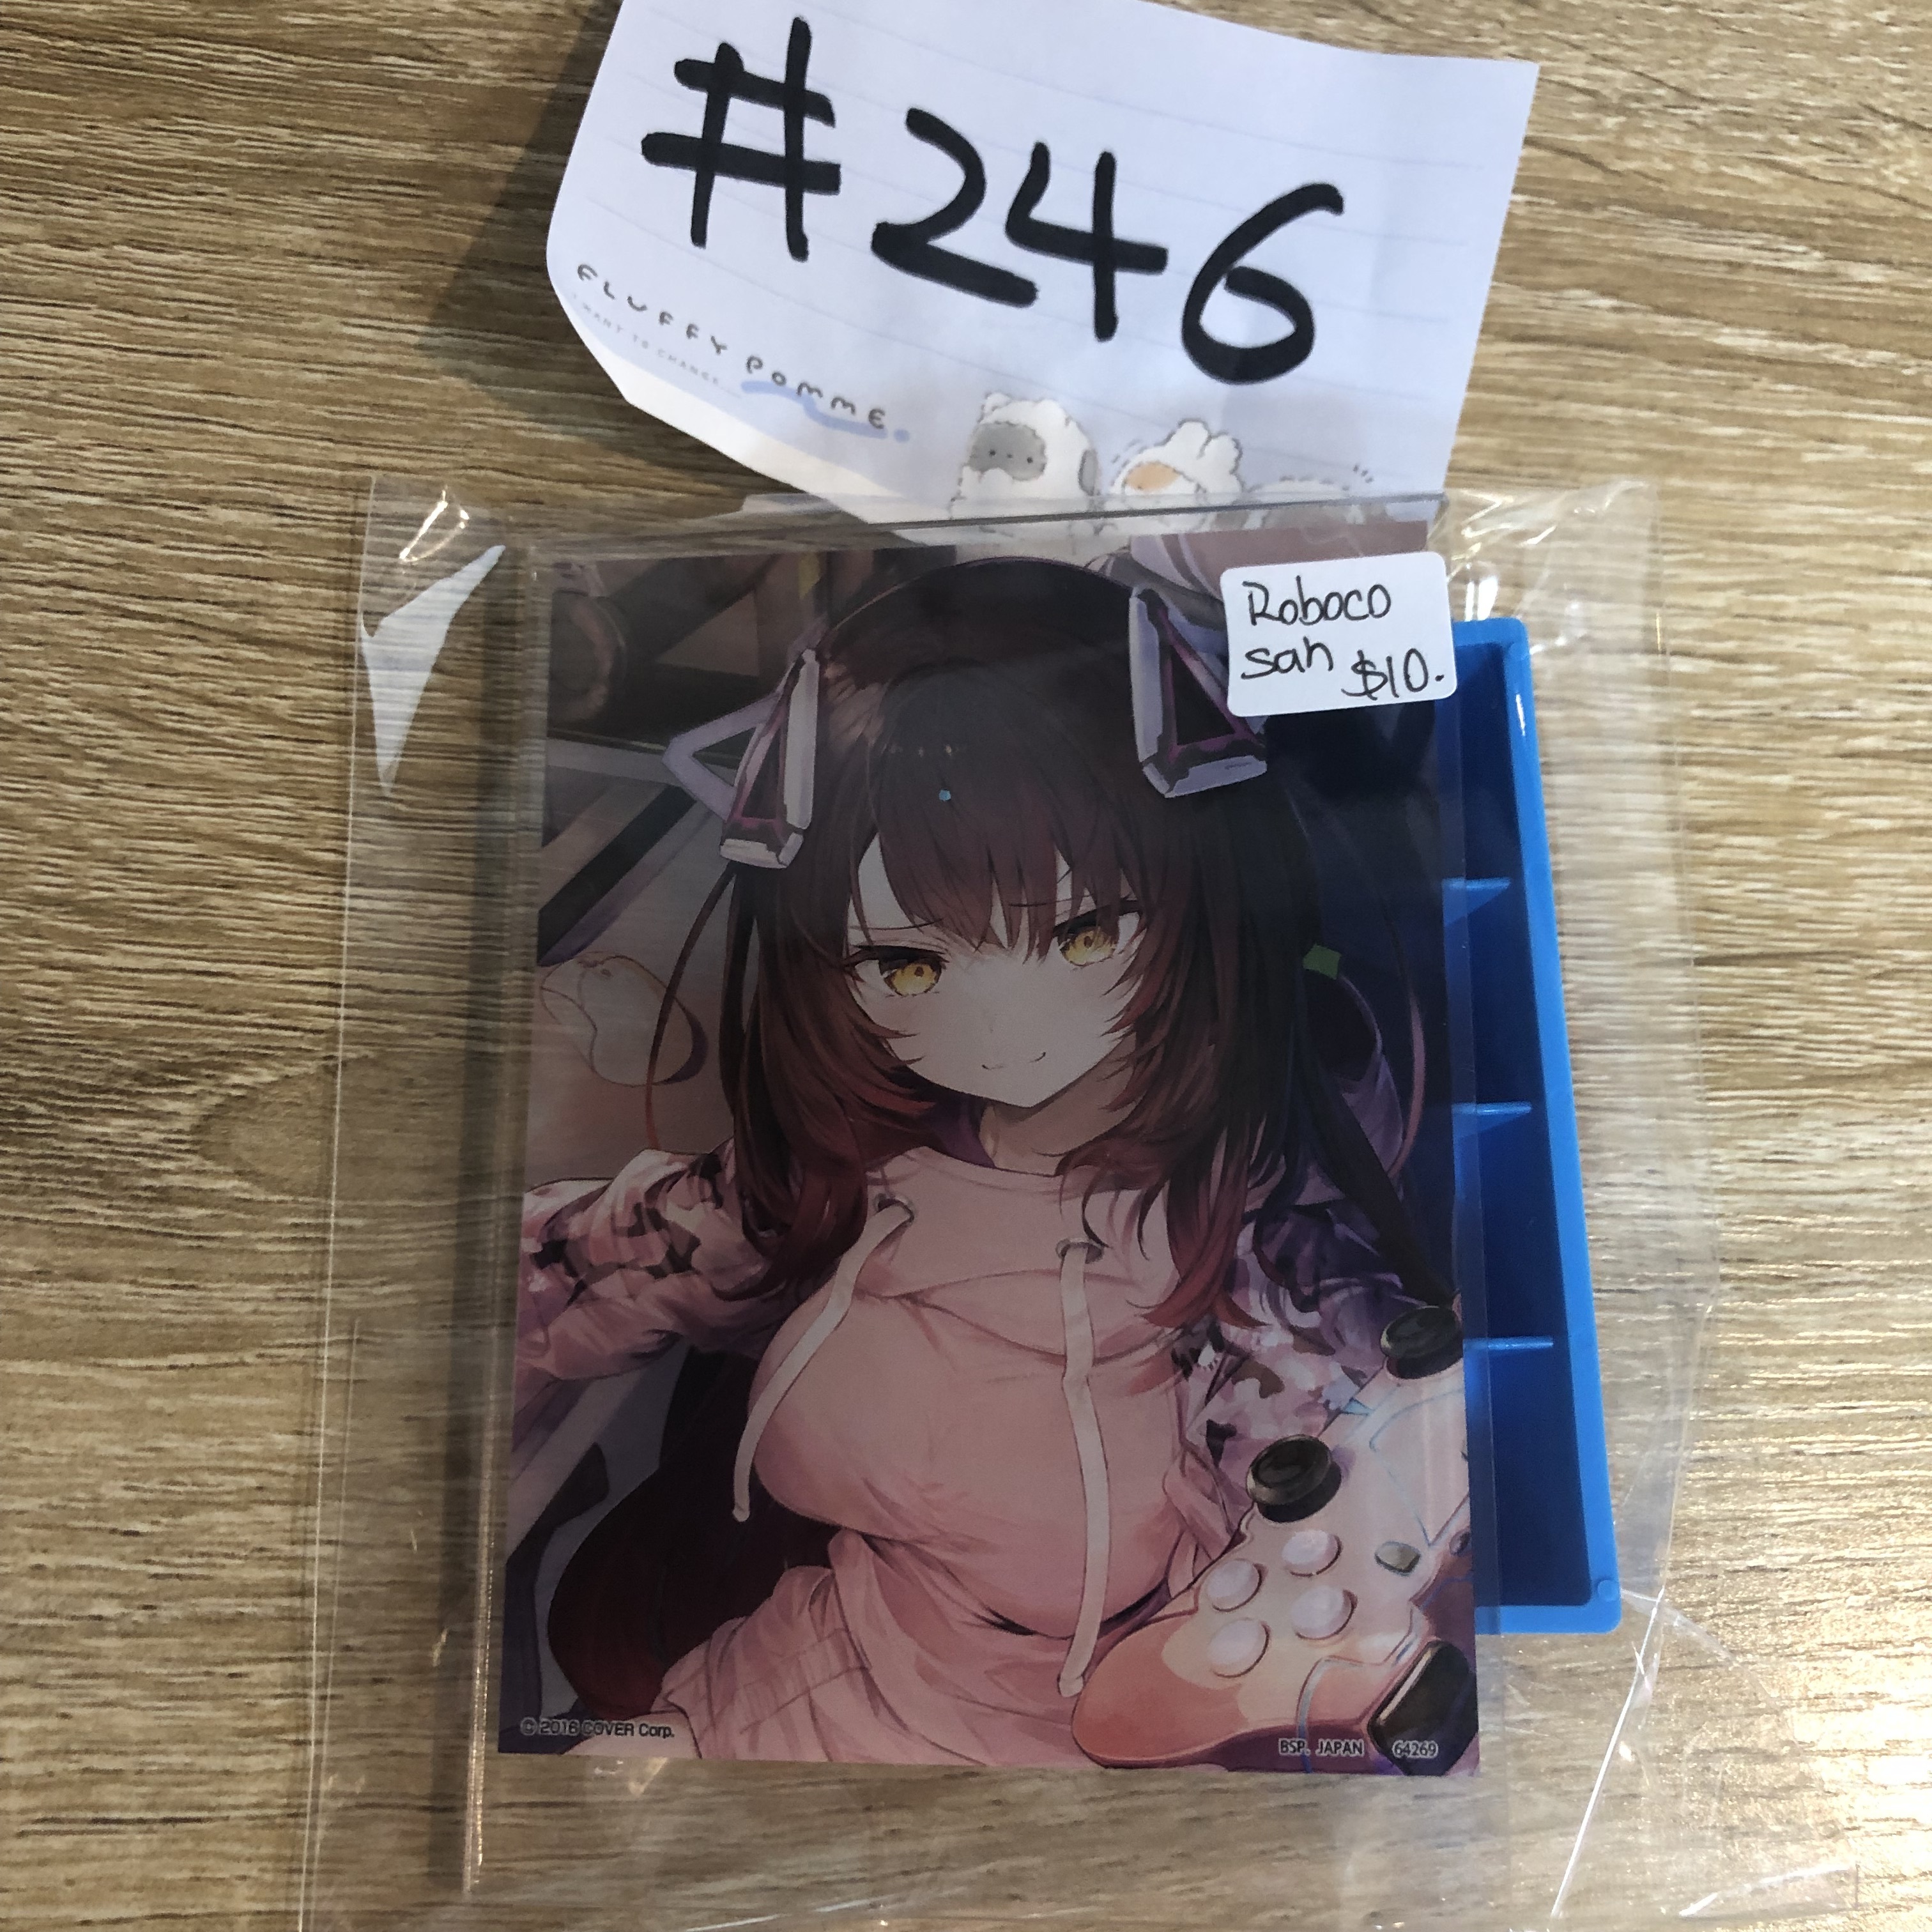 #246
FLUFFY POMME.
I WANT TO CHANGE...
Roboco
san $10.
© 2016 COVER Corp.
BSP. JAPAN 64269